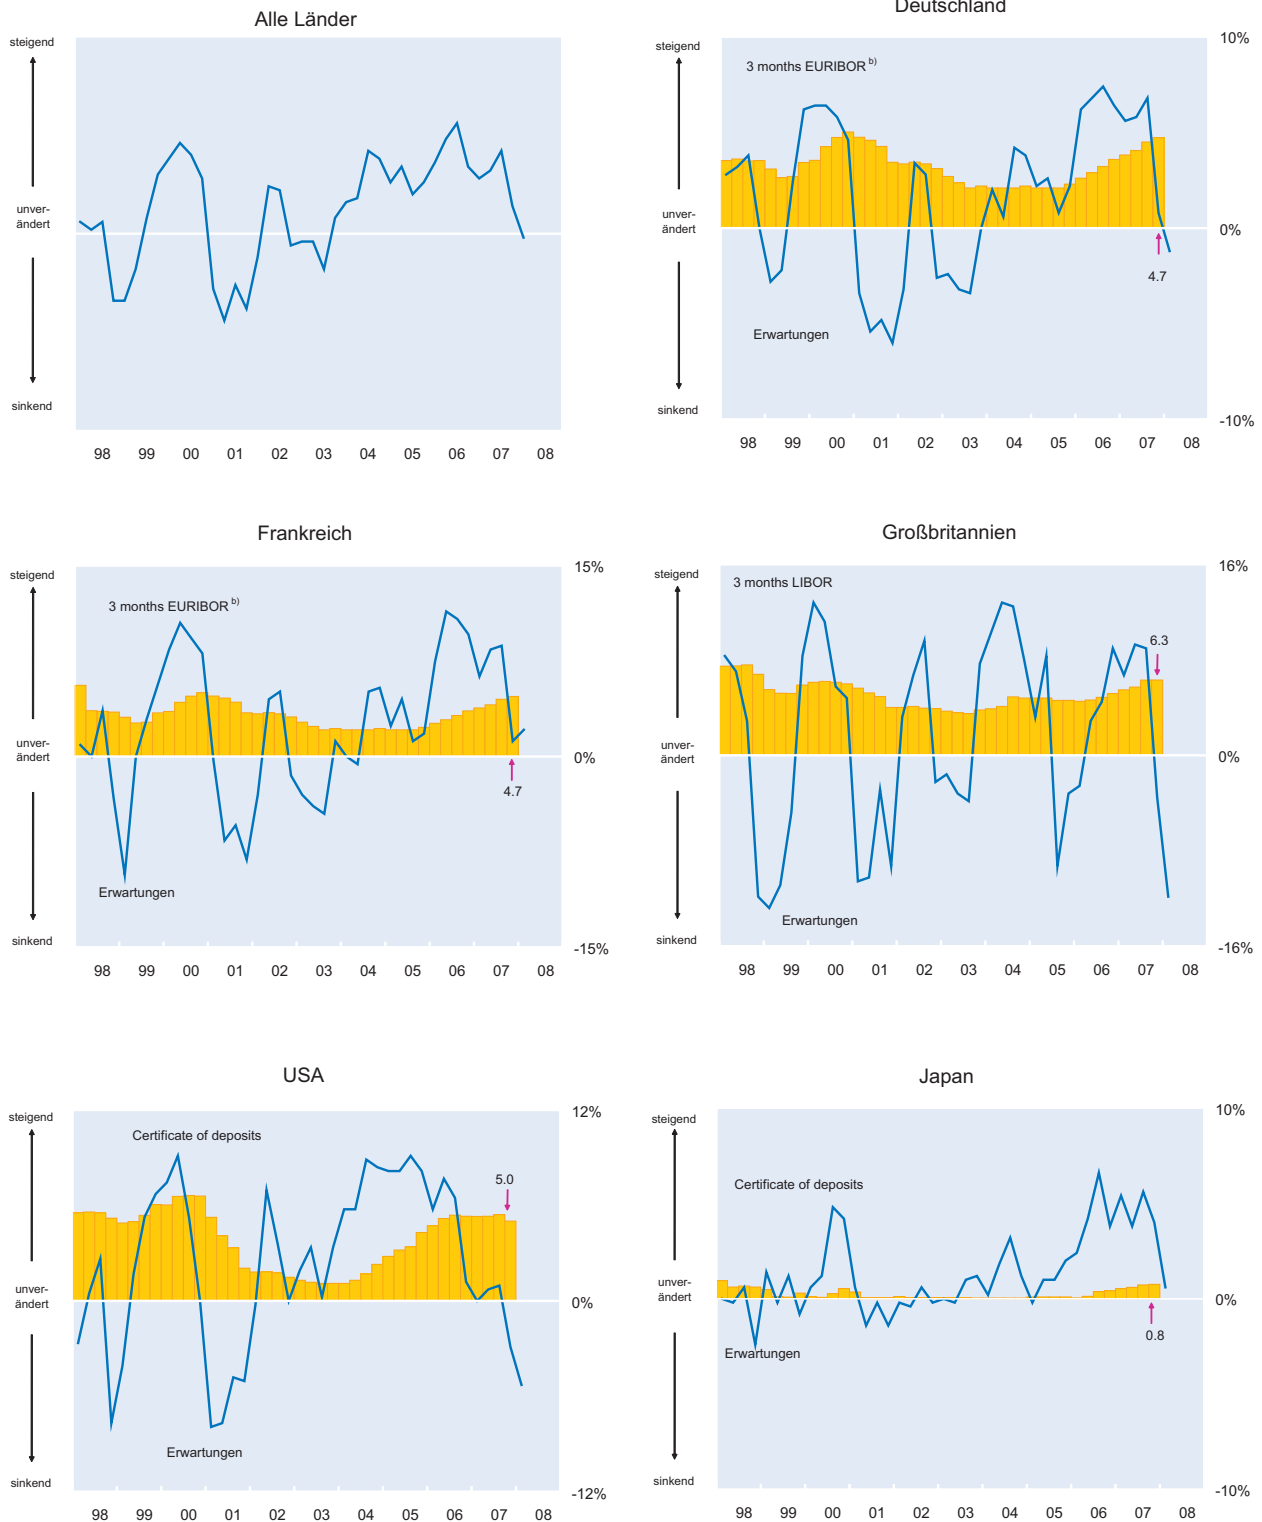 Alle Länder
steigend
unver-
ändert
sinkend
98 99 00 01 02 03 04 05 06 07 08
Deutschland
steigend
unver-
ändert
sinkend
3 months EURIBOR b)
Erwartungen
4.7
10%
0%
-10%
98 99 00 01 02 03 04 05 06 07 08
Frankreich
steigend
unver-
ändert
sinkend
3 months EURIBOR b)
Erwartungen
4.7
15%
0%
-15%
98 99 00 01 02 03 04 05 06 07 08
Großbritannien
steigend
unver-
ändert
sinkend
3 months LIBOR
6.3
Erwartungen
16%
0%
-16%
98 99 00 01 02 03 04 05 06 07 08
USA
steigend
unver-
ändert
sinkend
Certificate of deposits
5.0
Erwartungen
12%
0%
-12%
98 99 00 01 02 03 04 05 06 07 08
Japan
steigend
unver-
ändert
sinkend
Certificate of deposits
0.8
Erwartungen
10%
0%
-10%
98 99 00 01 02 03 04 05 06 07 08